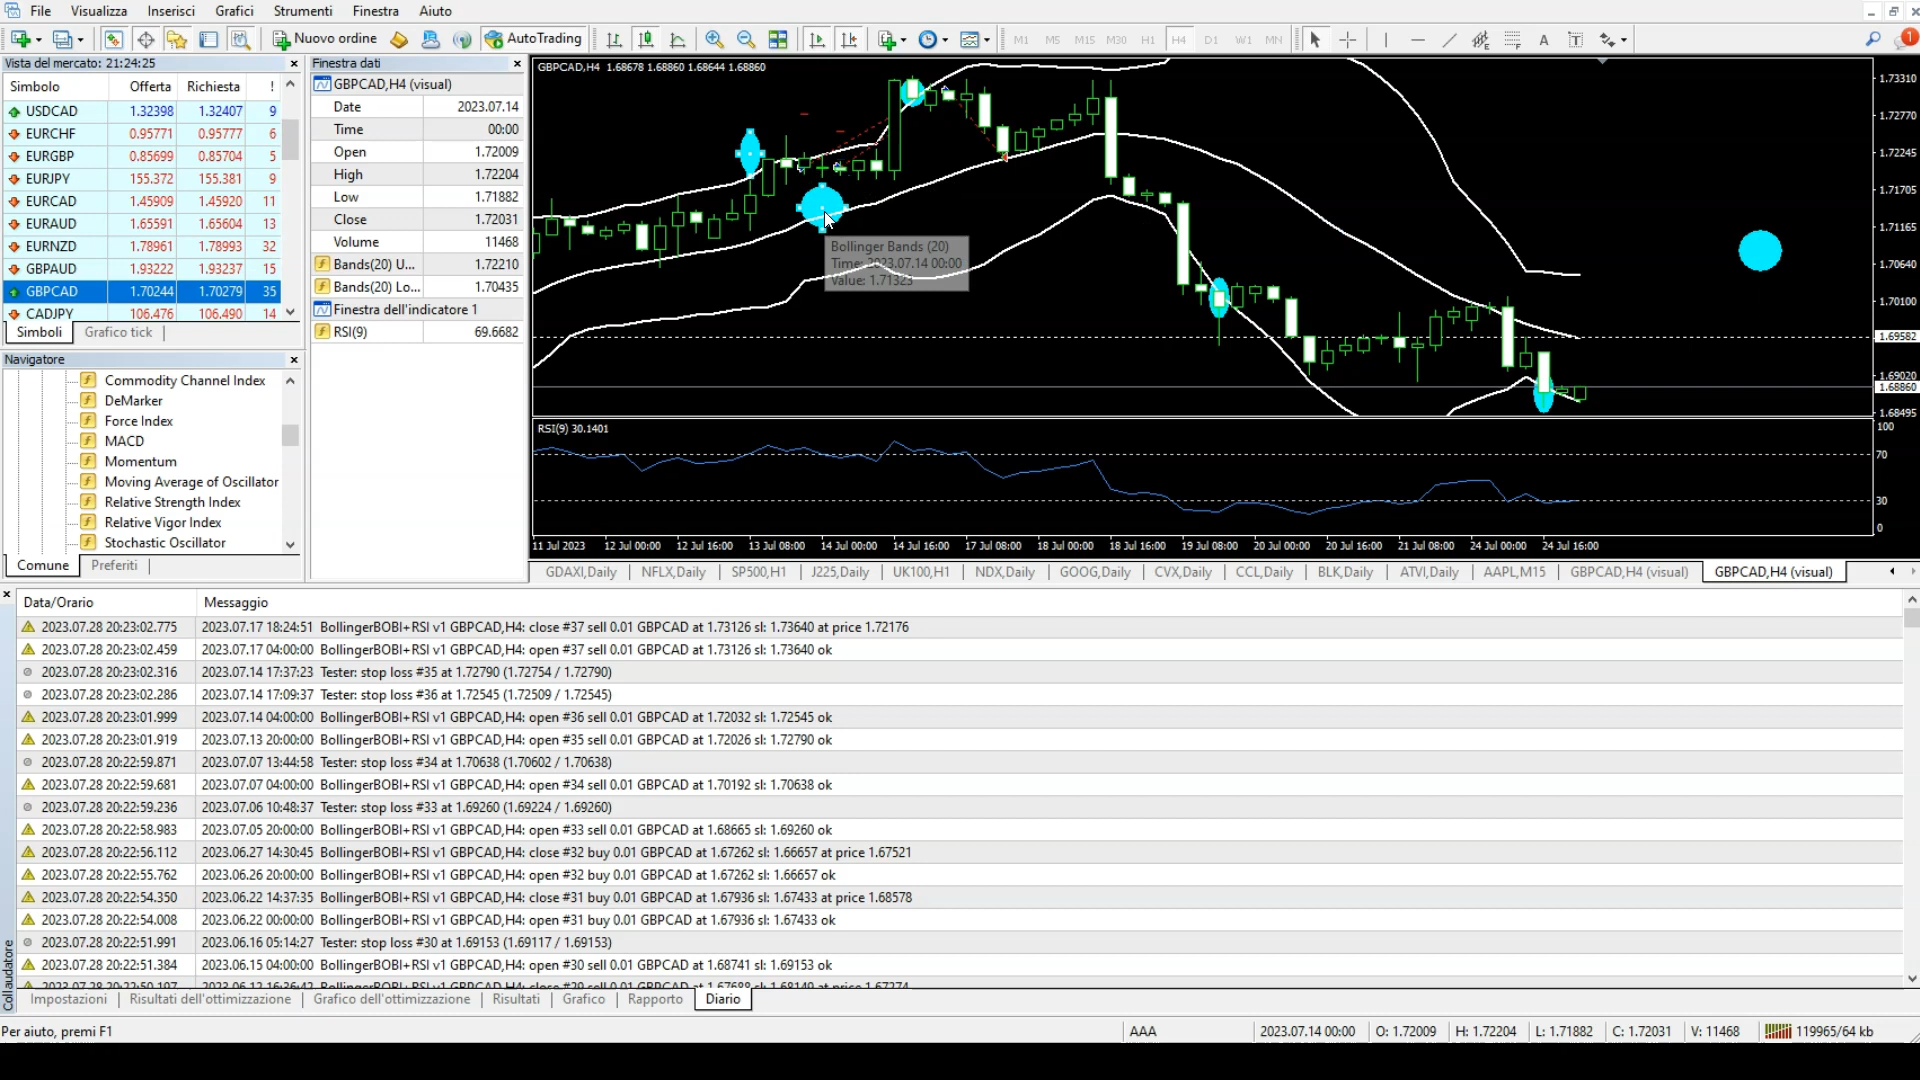 File Visualizza Inserisci Grafici Strumenti Finestra Aiuto
Nuovo ordine AutoTrading M1 M5 M15 M30 H1 H4 D1 W1 MN A T 1
Vista del mercato: 21:24:25
Simbolo Offerta Richiesta !
USDCAD 1.32398 1.32407 9
EURCHF 0.95771 0.95777 6
EURGBP 0.85699 0.85704 5
EURJPY 155.372 155.381 9
EURCAD 1.45909 1.45920 11
EURAUD 1.65591 1.65604 13
EURNZD 1.78961 1.78993 32
GBPAUD 1.93222 1.93237 15
GBPCAD 1.70244 1.70279 35
CADJPY 106.476 106.490 14
Simboli Grafico tick
Navigatore
Commodity Channel Index
DeMarker
Force Index
MACD
Momentum
Moving Average of Oscillator
Relative Strength Index
Relative Vigor Index
Stochastic Oscillator
Comune Preferiti
Finestra dati
GBPCAD,H4 (visual)
Date 2023.07.14
Time 00:00
Open 1.72009
High 1.72204
Low 1.71882
Close 1.72031
Volume 11468
Bands(20) U... 1.72210
Bands(20) Lo... 1.70435
Finestra dell'indicatore 1
RSI(9) 69.6682
GBPCAD,H4 1.68678 1.68860 1.68644 1.68860
1.73310
1.72770
1.72245
1.71705
1.71165
1.70640
1.70100
1.69582
1.69020
1.68860
1.68495
Bollinger Bands (20)
Time: 2023.07.14 00:00
Value: 1.71323
RSI(9) 30.1401
100
70
30
0
11 Jul 2023 12 Jul 00:00 12 Jul 16:00 13 Jul 08:00 14 Jul 00:00 14 Jul 16:00 17 Jul 08:00 18 Jul 00:00 18 Jul 16:00 19 Jul 08:00 20 Jul 00:00 20 Jul 16:00 21 Jul 08:00 24 Jul 00:00 24 Jul 16:00
GDAXI,Daily NFLX,Daily SP500,H1 J225,Daily UK100,H1 NDX,Daily GOOG,Daily CVX,Daily CCL,Daily BLK,Daily ATVI,Daily AAPL,M15 GBPCAD,H4 (visual) GBPCAD,H4 (visual)
Data/Orario Messaggio
2023.07.28 20:23:02.775 2023.07.17 18:24:51 BollingerBOBI+RSI v1 GBPCAD,H4: close #37 sell 0.01 GBPCAD at 1.73126 sl: 1.73640 at price 1.72176
2023.07.28 20:23:02.459 2023.07.17 04:00:00 BollingerBOBI+RSI v1 GBPCAD,H4: open #37 sell 0.01 GBPCAD at 1.73126 sl: 1.73640 ok
2023.07.28 20:23:02.316 2023.07.14 17:37:23 Tester: stop loss #35 at 1.72790 (1.72754 / 1.72790)
2023.07.28 20:23:02.286 2023.07.14 17:09:37 Tester: stop loss #36 at 1.72545 (1.72509 / 1.72545)
2023.07.28 20:23:01.999 2023.07.14 04:00:00 BollingerBOBI+RSI v1 GBPCAD,H4: open #36 sell 0.01 GBPCAD at 1.72032 sl: 1.72545 ok
2023.07.28 20:23:01.919 2023.07.13 20:00:00 BollingerBOBI+RSI v1 GBPCAD,H4: open #35 sell 0.01 GBPCAD at 1.72026 sl: 1.72790 ok
2023.07.28 20:22:59.871 2023.07.07 13:44:58 Tester: stop loss #34 at 1.70638 (1.70602 / 1.70638)
2023.07.28 20:22:59.681 2023.07.07 04:00:00 BollingerBOBI+RSI v1 GBPCAD,H4: open #34 sell 0.01 GBPCAD at 1.70192 sl: 1.70638 ok
2023.07.28 20:22:59.236 2023.07.06 10:48:37 Tester: stop loss #33 at 1.69260 (1.69224 / 1.69260)
2023.07.28 20:22:58.983 2023.07.05 20:00:00 BollingerBOBI+RSI v1 GBPCAD,H4: open #33 sell 0.01 GBPCAD at 1.68665 sl: 1.69260 ok
2023.07.28 20:22:56.112 2023.06.27 14:30:45 BollingerBOBI+RSI v1 GBPCAD,H4: close #32 buy 0.01 GBPCAD at 1.67262 sl: 1.66657 at price 1.67521
2023.07.28 20:22:55.762 2023.06.26 20:00:00 BollingerBOBI+RSI v1 GBPCAD,H4: open #32 buy 0.01 GBPCAD at 1.67262 sl: 1.66657 ok
2023.07.28 20:22:54.350 2023.06.22 14:37:35 BollingerBOBI+RSI v1 GBPCAD,H4: close #31 buy 0.01 GBPCAD at 1.67936 sl: 1.67433 at price 1.68578
2023.07.28 20:22:54.008 2023.06.22 00:00:00 BollingerBOBI+RSI v1 GBPCAD,H4: open #31 buy 0.01 GBPCAD at 1.67936 sl: 1.67433 ok
2023.07.28 20:22:51.991 2023.06.16 05:14:27 Tester: stop loss #30 at 1.69153 (1.69117 / 1.69153)
2023.07.28 20:22:51.384 2023.06.15 04:00:00 BollingerBOBI+RSI v1 GBPCAD,H4: open #30 sell 0.01 GBPCAD at 1.68741 sl: 1.69153 ok
Collaudatore
Impostazioni Risultati dell'ottimizzazione Grafico dell'ottimizzazione Risultati Grafico Rapporto Diario
Per aiuto, premi F1 AAA 2023.07.14 00:00 O: 1.72009 H: 1.72204 L: 1.71882 C: 1.72031 V: 11468 119965/64 kb